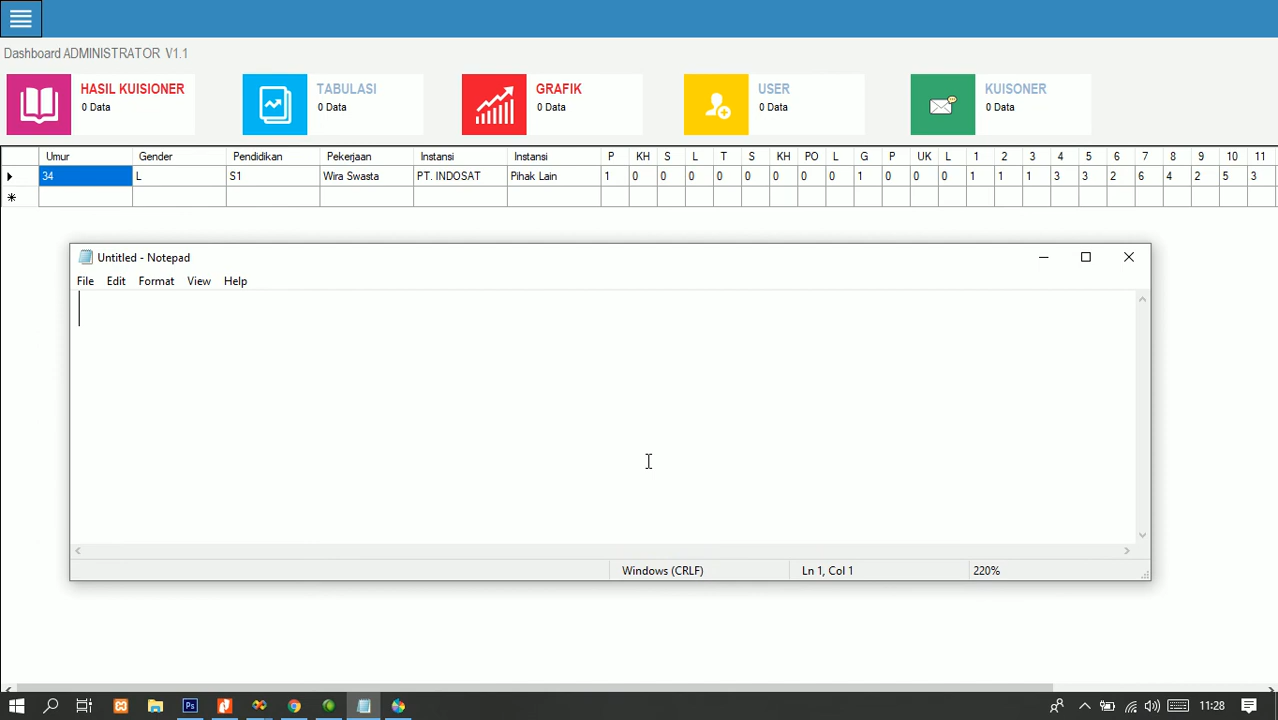 Dashboard ADMINISTRATOR V1.1
HASIL KUISIONER
0 Data
TABULASI
0 Data
GRAFIK
0 Data
USER
0 Data
KUISONER
0 Data
Umur Gender Pendidikan Pekerjaan Instansi Instansi P KH S L T S KH PO L G P UK L 1 2 3 4 5 6 7 8 9 10 11
34 L S1 Wira Swasta PT. INDOSAT Pihak Lain 1 0 0 0 0 0 0 0 0 1 0 0 0 1 1 1 3 3 2 6 4 2 5 3
Untitled - Notepad
File Edit Format View Help
Windows (CRLF) Ln 1, Col 1 220%
Ps
11:28